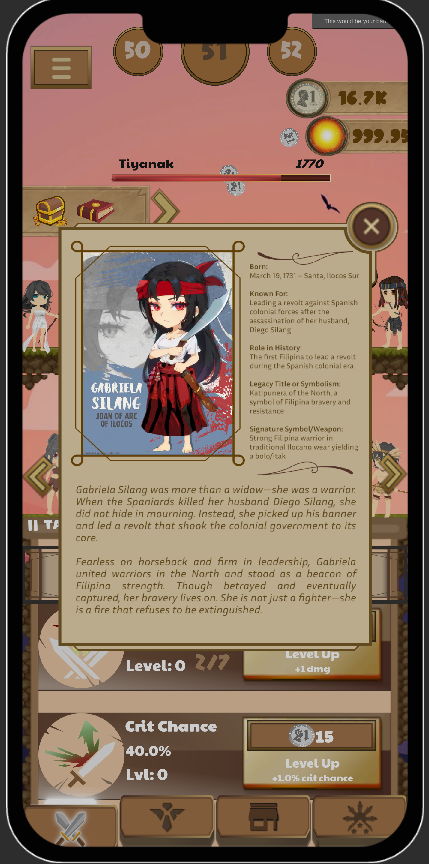 This would be your
50
51
52
16.7K
999.95
Tiyanak
1770
Born:
March 19, 1731 – Santa, Ilocos Sur
Known For:
Leading a revolt against Spanish
colonial forces after the
assassination of her husband,
Diego Silang
Role in History:
The first Filipina to lead a revolt
during the Spanish colonial era
Legacy Title or Symbolism:
Katipunera of the North, a
symbol of Filipina bravery and
resistance
Signature Symbol/Weapon:
Strong Filipina warrior in
traditional Ilocano wear yielding
a bolo/itak
GABRIELA
SILANG
JOAN OF ARC
OF ILOCOS
Gabriela Silang was more than a widow—she was a warrior.
When the Spaniards killed her husband Diego Silang, she
did not hide in mourning. Instead, she picked up his banner
and led a revolt that shook the colonial government to its
core.
Fearless on horseback and firm in leadership, Gabriela
united warriors in the North and stood as a beacon of
Filipina strength. Though betrayed and eventually
captured, her bravery lives on. She is not just a fighter—she
is a fire that refuses to be extinguished.
Level: 0 2/7
Level Up
+1 dmg
Crit Chance
40.0%
Lvl: 0
15
Level Up
+1.0% crit chance